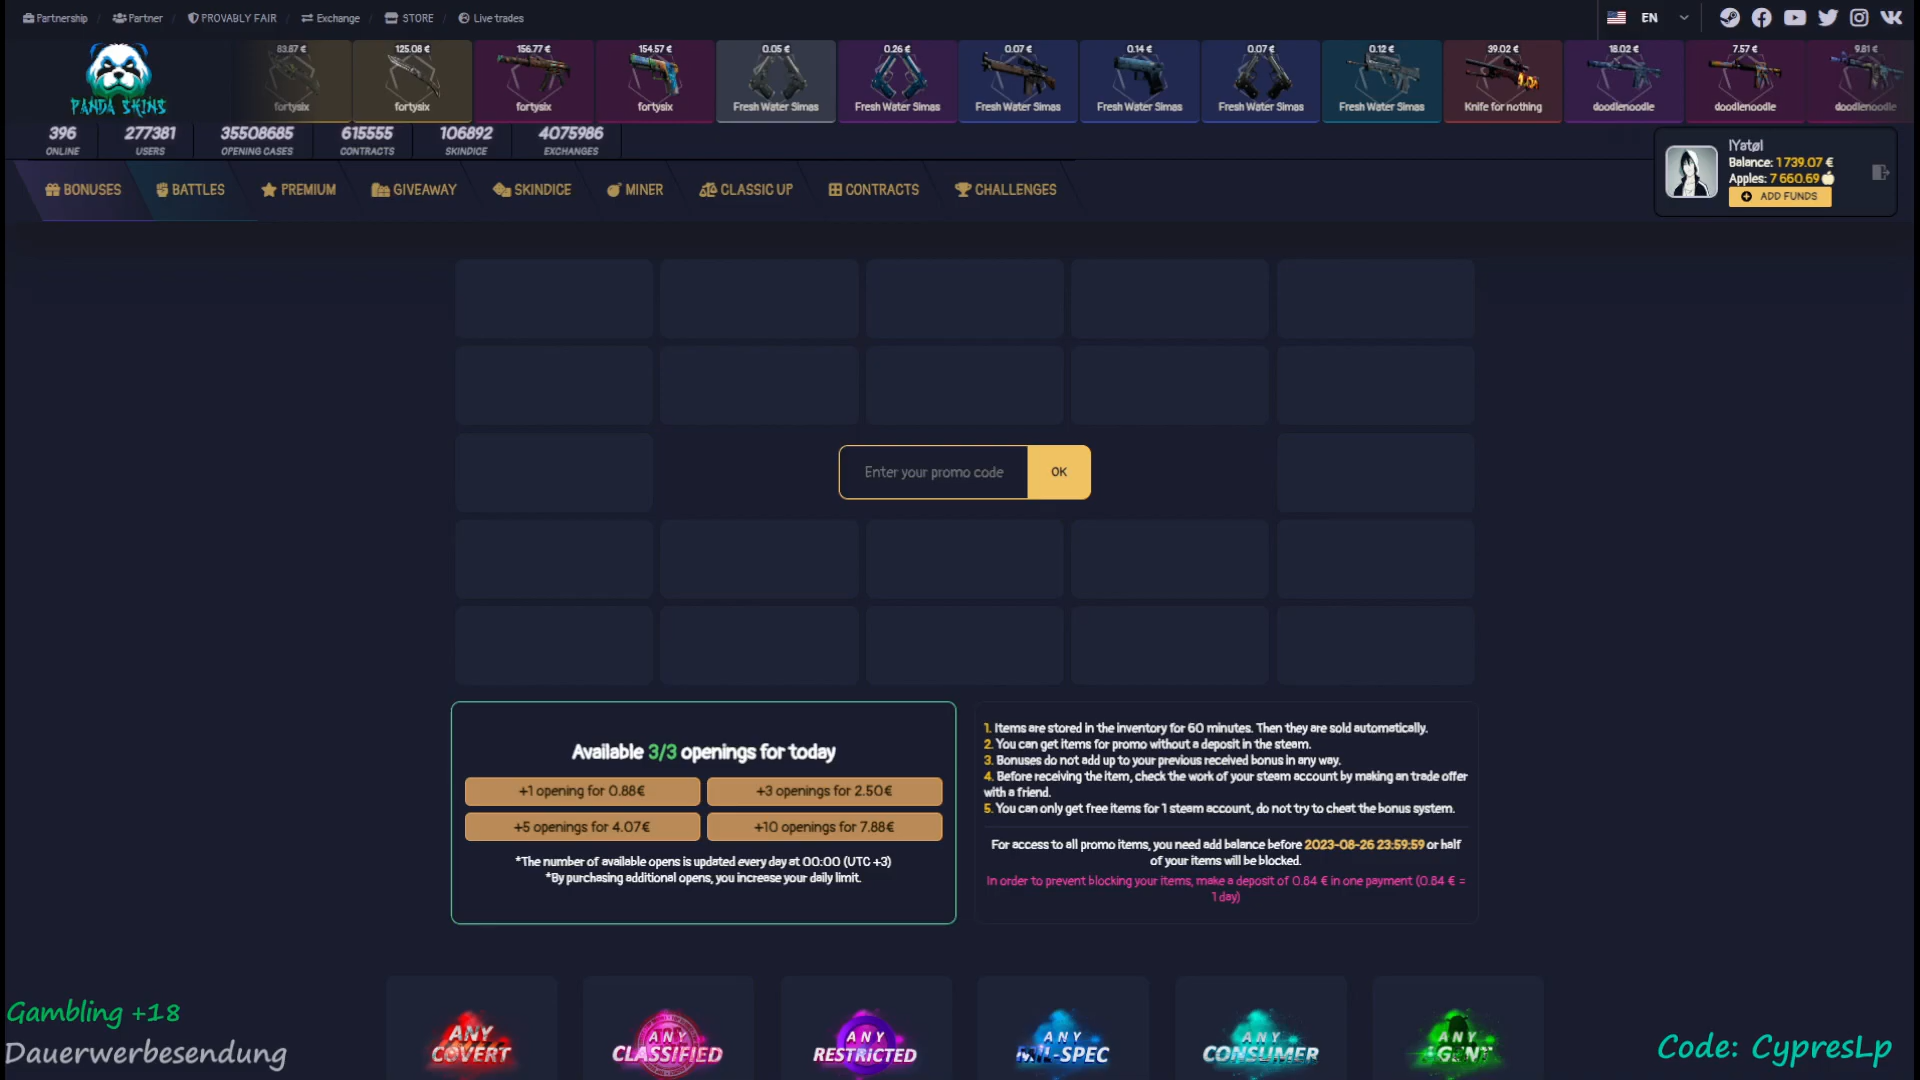 Partnership / Partner / PROVABLY FAIR / Exchange / STORE / Live trades
EN
PANDA SKINS
83.87 € 125.08 € 156.77 € 154.57 € 0.05 € 0.26 € 0.07 € 0.14 € 0.07 € 0.12 € 39.02 € 18.02 € 7.57 € 9.81 €
fortysix fortysix fortysix fortysix Fresh Water Simas Fresh Water Simas Fresh Water Simas Fresh Water Simas Fresh Water Simas Fresh Water Simas Knife for nothing doodlenoodle doodlenoodle doodlenoodle
396 277381 35508685 615555 106892 4075986
ONLINE USERS OPENING CASES CONTRACTS SKINDICE EXCHANGES
IYatøl
Balance: 1 739.07 €
Apples: 7 660.69
ADD FUNDS
BONUSES BATTLES PREMIUM GIVEAWAY SKINDICE MINER CLASSIC UP CONTRACTS CHALLENGES
Enter your promo code OK
Available 3/3 openings for today
+1 opening for 0.88€ +3 openings for 2.50€
+5 openings for 4.07€ +10 openings for 7.88€
*The number of available opens is updated every day at 00:00 (UTC +3)
*By purchasing additional opens, you increase your daily limit.
1. Items are stored in the inventory for 60 minutes. Then they are sold automatically.
2. You can get items for promo without a deposit in the steam.
3. Bonuses do not add up to your previous received bonus in any way.
4. Before receiving the item, check the work of your steam account by making an trade offer
with a friend.
5. You can only get free items for 1 steam account, do not try to cheat the bonus system.
For access to all promo items, you need add balance before 2023-08-26 23:59:59 or half
of your items will be blocked.
In order to prevent blocking your items, make a deposit of 0.84 € in one payment (0.84 € =
1 day)
ANY COVERT
ANY CLASSIFIED
ANY RESTRICTED
ANY MIL-SPEC
ANY CONSUMER
ANY AGENT
Gambling +18
Dauerwerbesendung
Code: CypresLp